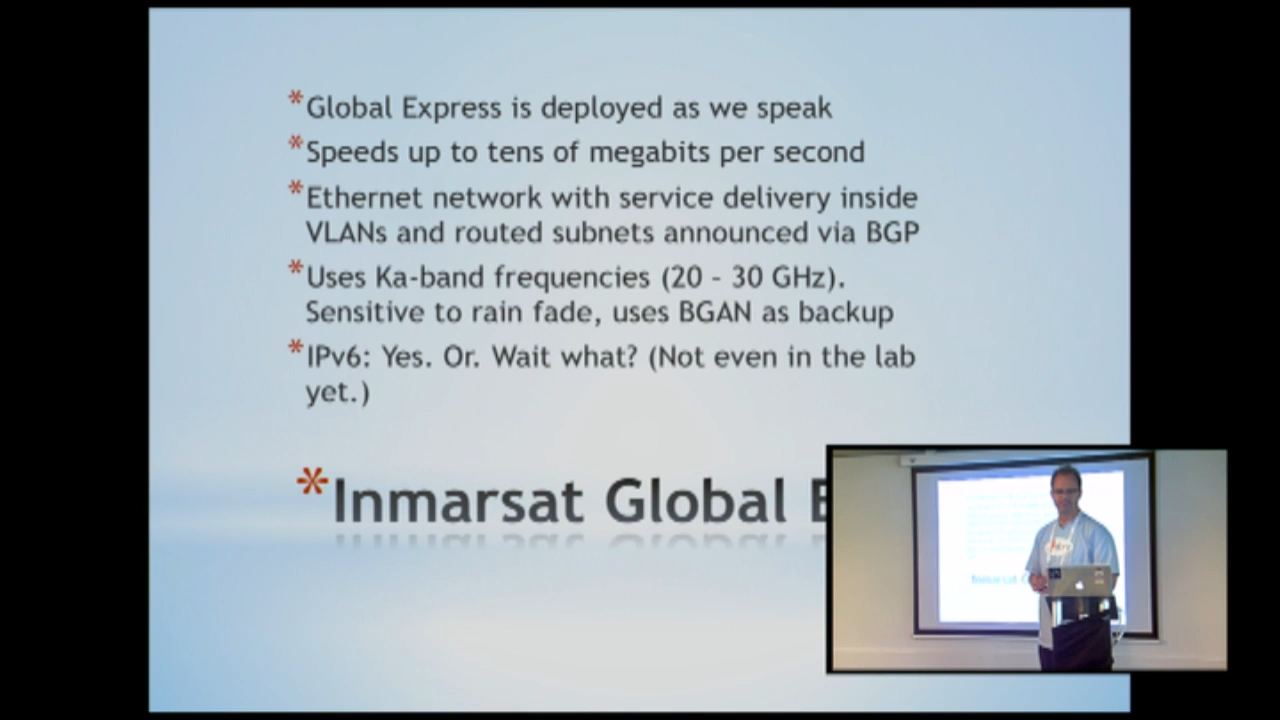 *Global Express is deployed as we speak
*Speeds up to tens of megabits per second
*Ethernet network with service delivery inside
VLANs and routed subnets announced via BGP
*Uses Ka-band frequencies (20 – 30 GHz).
Sensitive to rain fade, uses BGAN as backup
*IPv6: Yes. Or. Wait what? (Not even in the lab
yet.)
*Inmarsat Global E